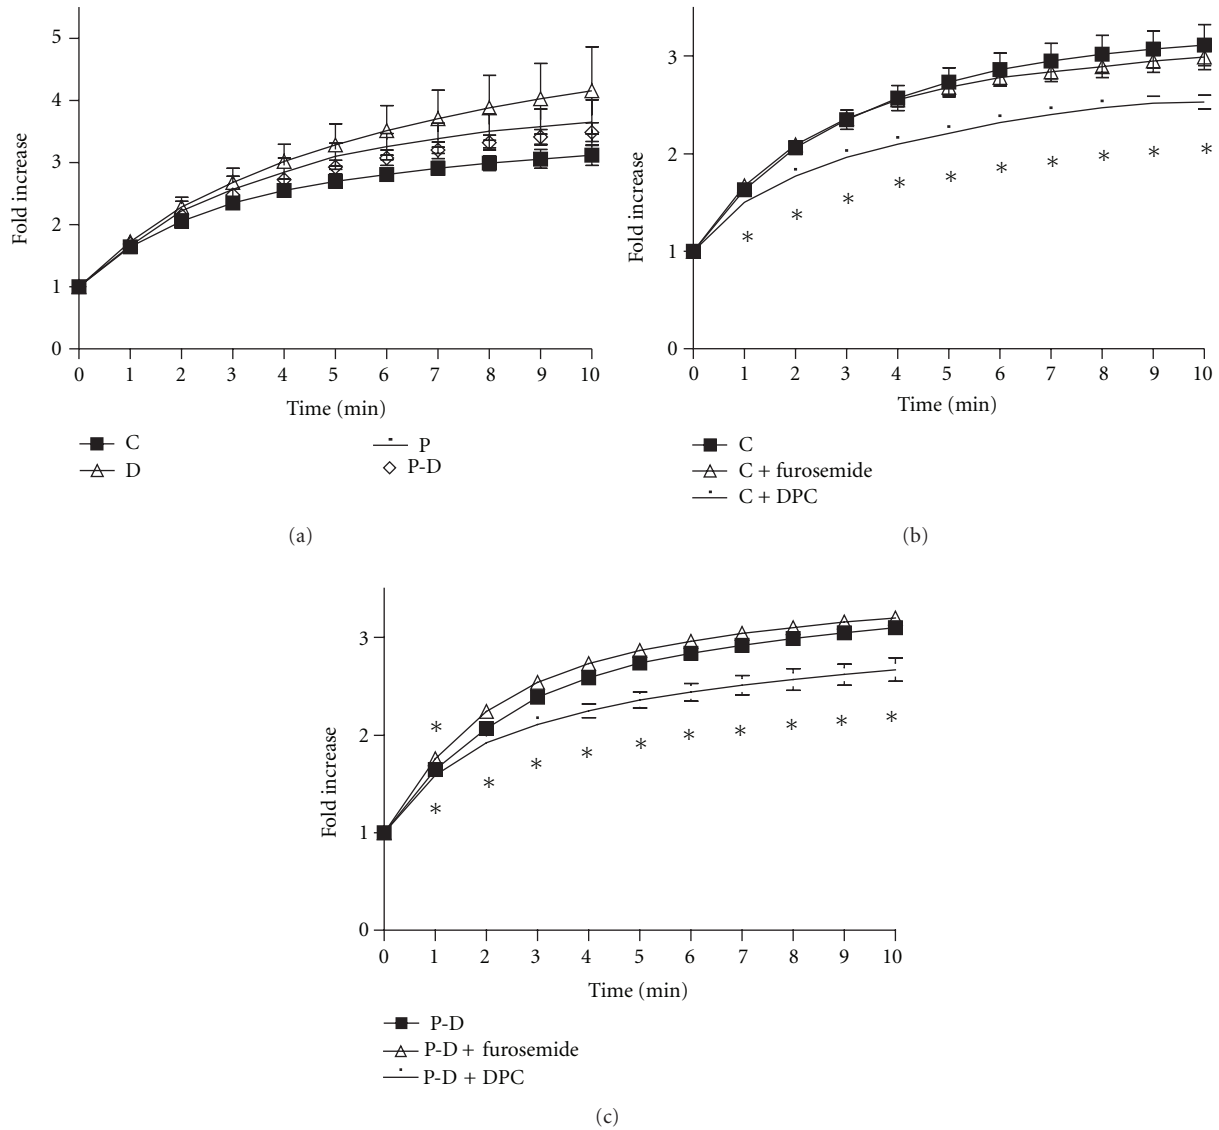 5
4
3
2
1
0
Fold increase
0 1 2 3 4 5 6 7 8 9 10
Time (min)
C
D
P
P-D
(a)
3
2
1
0
Fold increase
∗ ∗ ∗ ∗ ∗ ∗ ∗ ∗ ∗ ∗
0 1 2 3 4 5 6 7 8 9 10
Time (min)
C
C + furosemide
C + DPC
(b)
3
2
1
0
Fold increase
∗
∗ ∗ ∗ ∗ ∗ ∗ ∗ ∗ ∗ ∗
0 1 2 3 4 5 6 7 8 9 10
Time (min)
P-D
P-D + furosemide
P-D + DPC
(c)